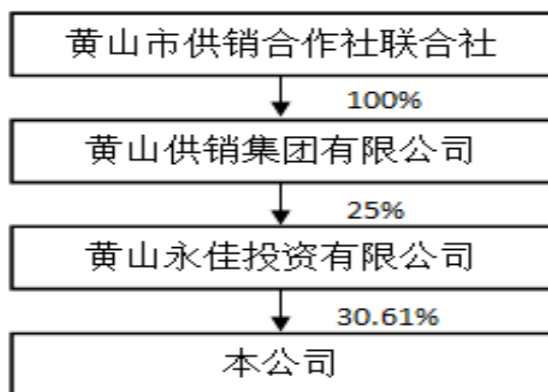 黄山市供销合作社联合社
100%
黄山供销集团有限公司
25%
黄山永佳投资有限公司
30.61%
本公司